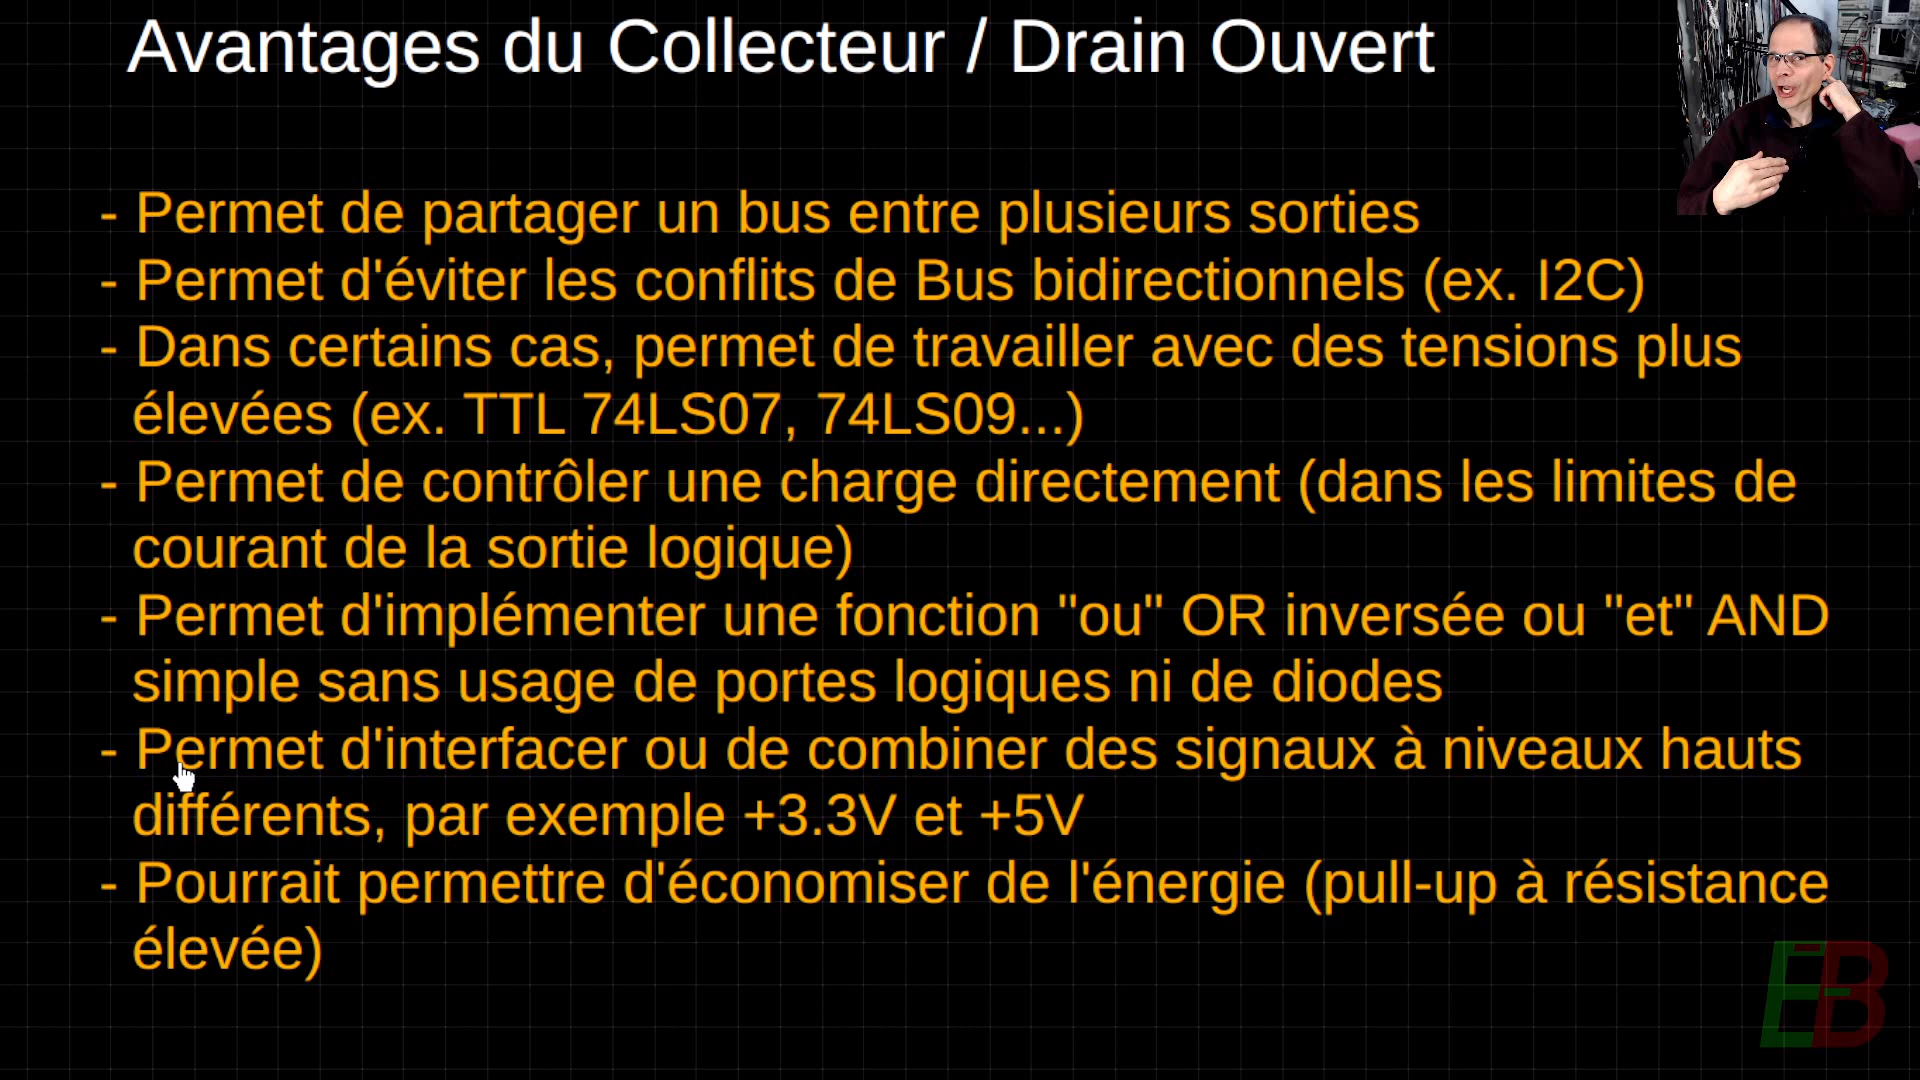 Avantages du Collecteur / Drain Ouvert
- Permet de partager un bus entre plusieurs sorties
- Permet d'éviter les conflits de Bus bidirectionnels (ex. I2C)
- Dans certains cas, permet de travailler avec des tensions plus
élevées (ex. TTL 74LS07, 74LS09...)
- Permet de contrôler une charge directement (dans les limites de
courant de la sortie logique)
- Permet d'implémenter une fonction "ou" OR inversée ou "et" AND
simple sans usage de portes logiques ni de diodes
- Permet d'interfacer ou de combiner des signaux à niveaux hauts
différents, par exemple +3.3V et +5V
- Pourrait permettre d'économiser de l'énergie (pull-up à résistance
élevée)
EB